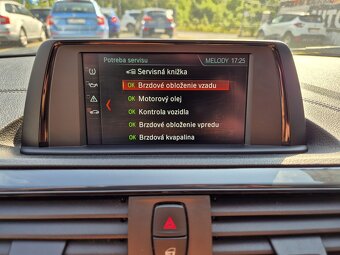 Potreba servisu MELODY 17:25
Servisná knižka
OK Brzdové obloženie vzadu
OK Motorový olej
OK Kontrola vozidla
OK Brzdové obloženie vpredu
OK Brzdová kvapalina